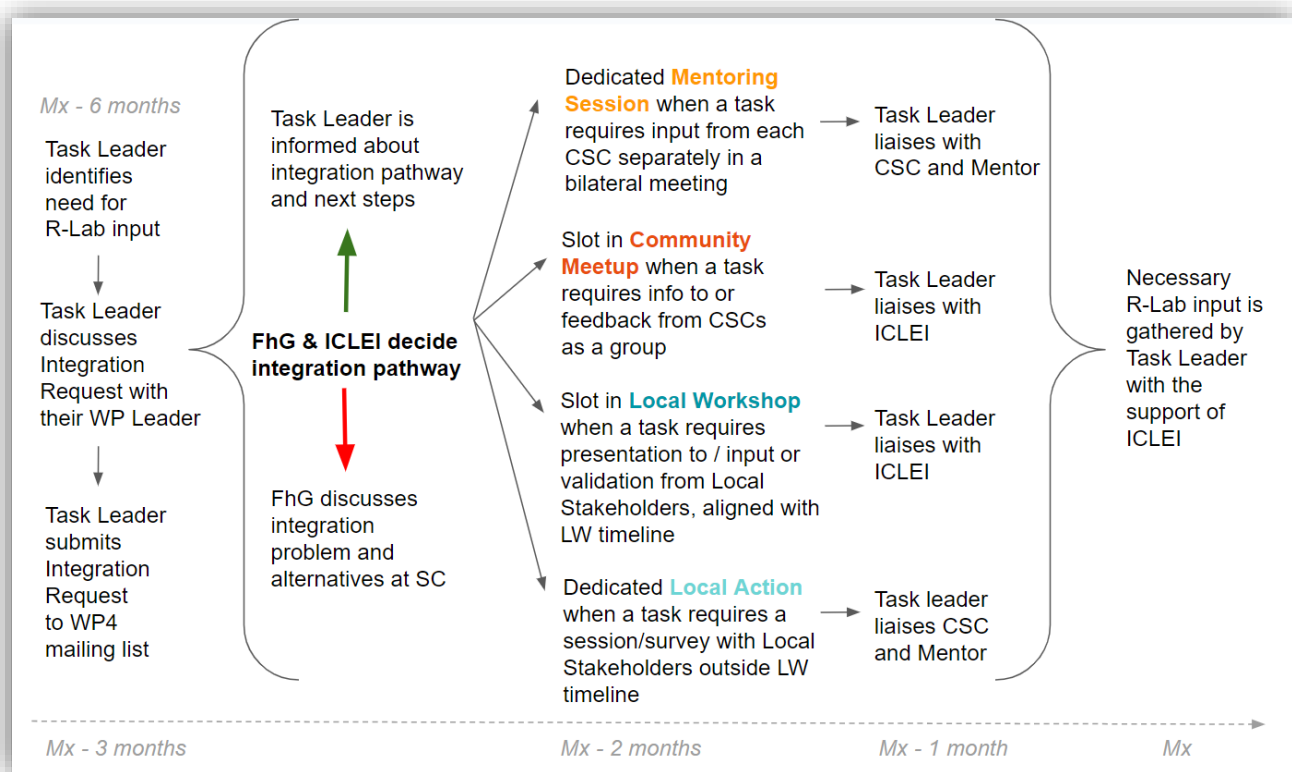 Mx - 6 months
Task Leader
identifies
need for
R-Lab input
Task Leader
discusses
Integration
Request with
their WP Leader
Task Leader
submits
Integration
Request
to WP4
mailing list
Task Leader is
informed about
integration pathway
and next steps
FhG & ICLEI decide
integration pathway
FhG discusses
integration
problem and
alternatives at SC
Dedicated Mentoring
Session when a task
requires input from each
CSC separately in a
bilateral meeting
Task Leader
liaises with
CSC and Mentor
Slot in Community
Meetup when a task
requires info to or
feedback from CSCs
as a group
Task Leader
liaises with
ICLEI
Slot in Local Workshop
when a task requires
presentation to / input or
validation from Local
Stakeholders, aligned with
LW timeline
Task Leader
liaises with
ICLEI
Dedicated Local Action
when a task requires a
session/survey with Local
Stakeholders outside LW
timeline
Task leader
liaises CSC
and Mentor
Necessary
R-Lab input is
gathered by
Task Leader
with the
support of
ICLEI
Mx - 3 months
Mx - 2 months
Mx - 1 month
Mx